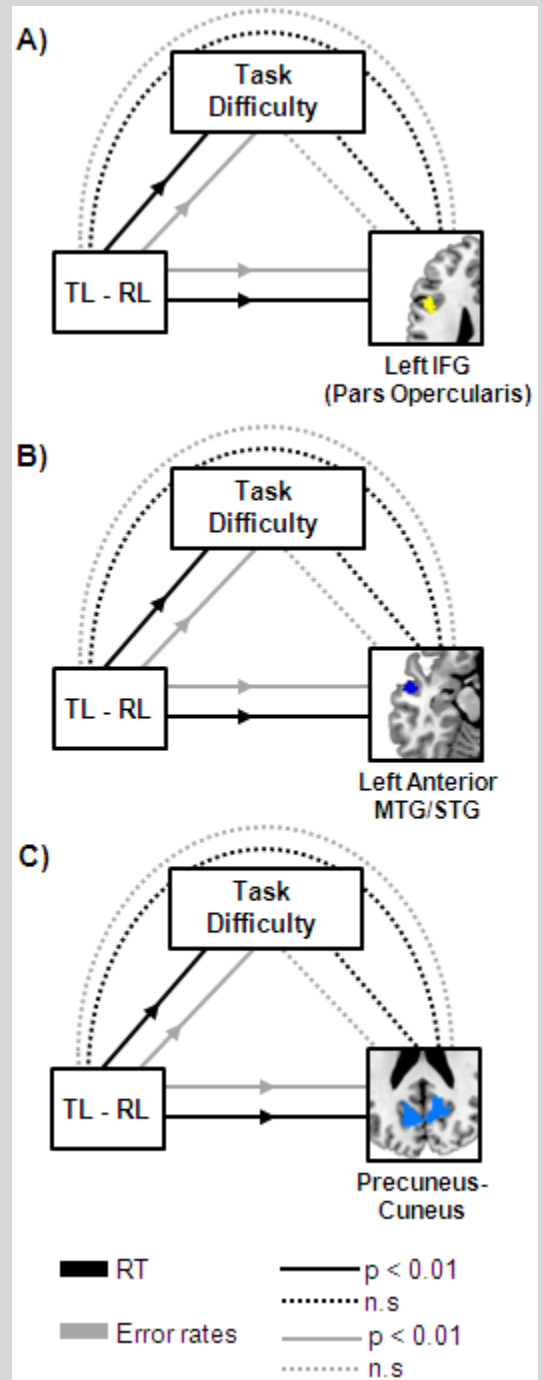 A)
Task
Difficulty
TL - RL
Left IFG
(Pars Opercularis)
B)
Task
Difficulty
TL - RL
Left Anterior
MTG/STG
C)
Task
Difficulty
TL - RL
Precuneus-
Cuneus
RT
p < 0.01
n.s
Error rates
p < 0.01
n.s